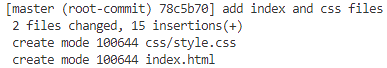 [master (root-commit) 78c5b70] add index and css files
 2 files changed, 15 insertions(+)
 create mode 100644 css/style.css
 create mode 100644 index.html